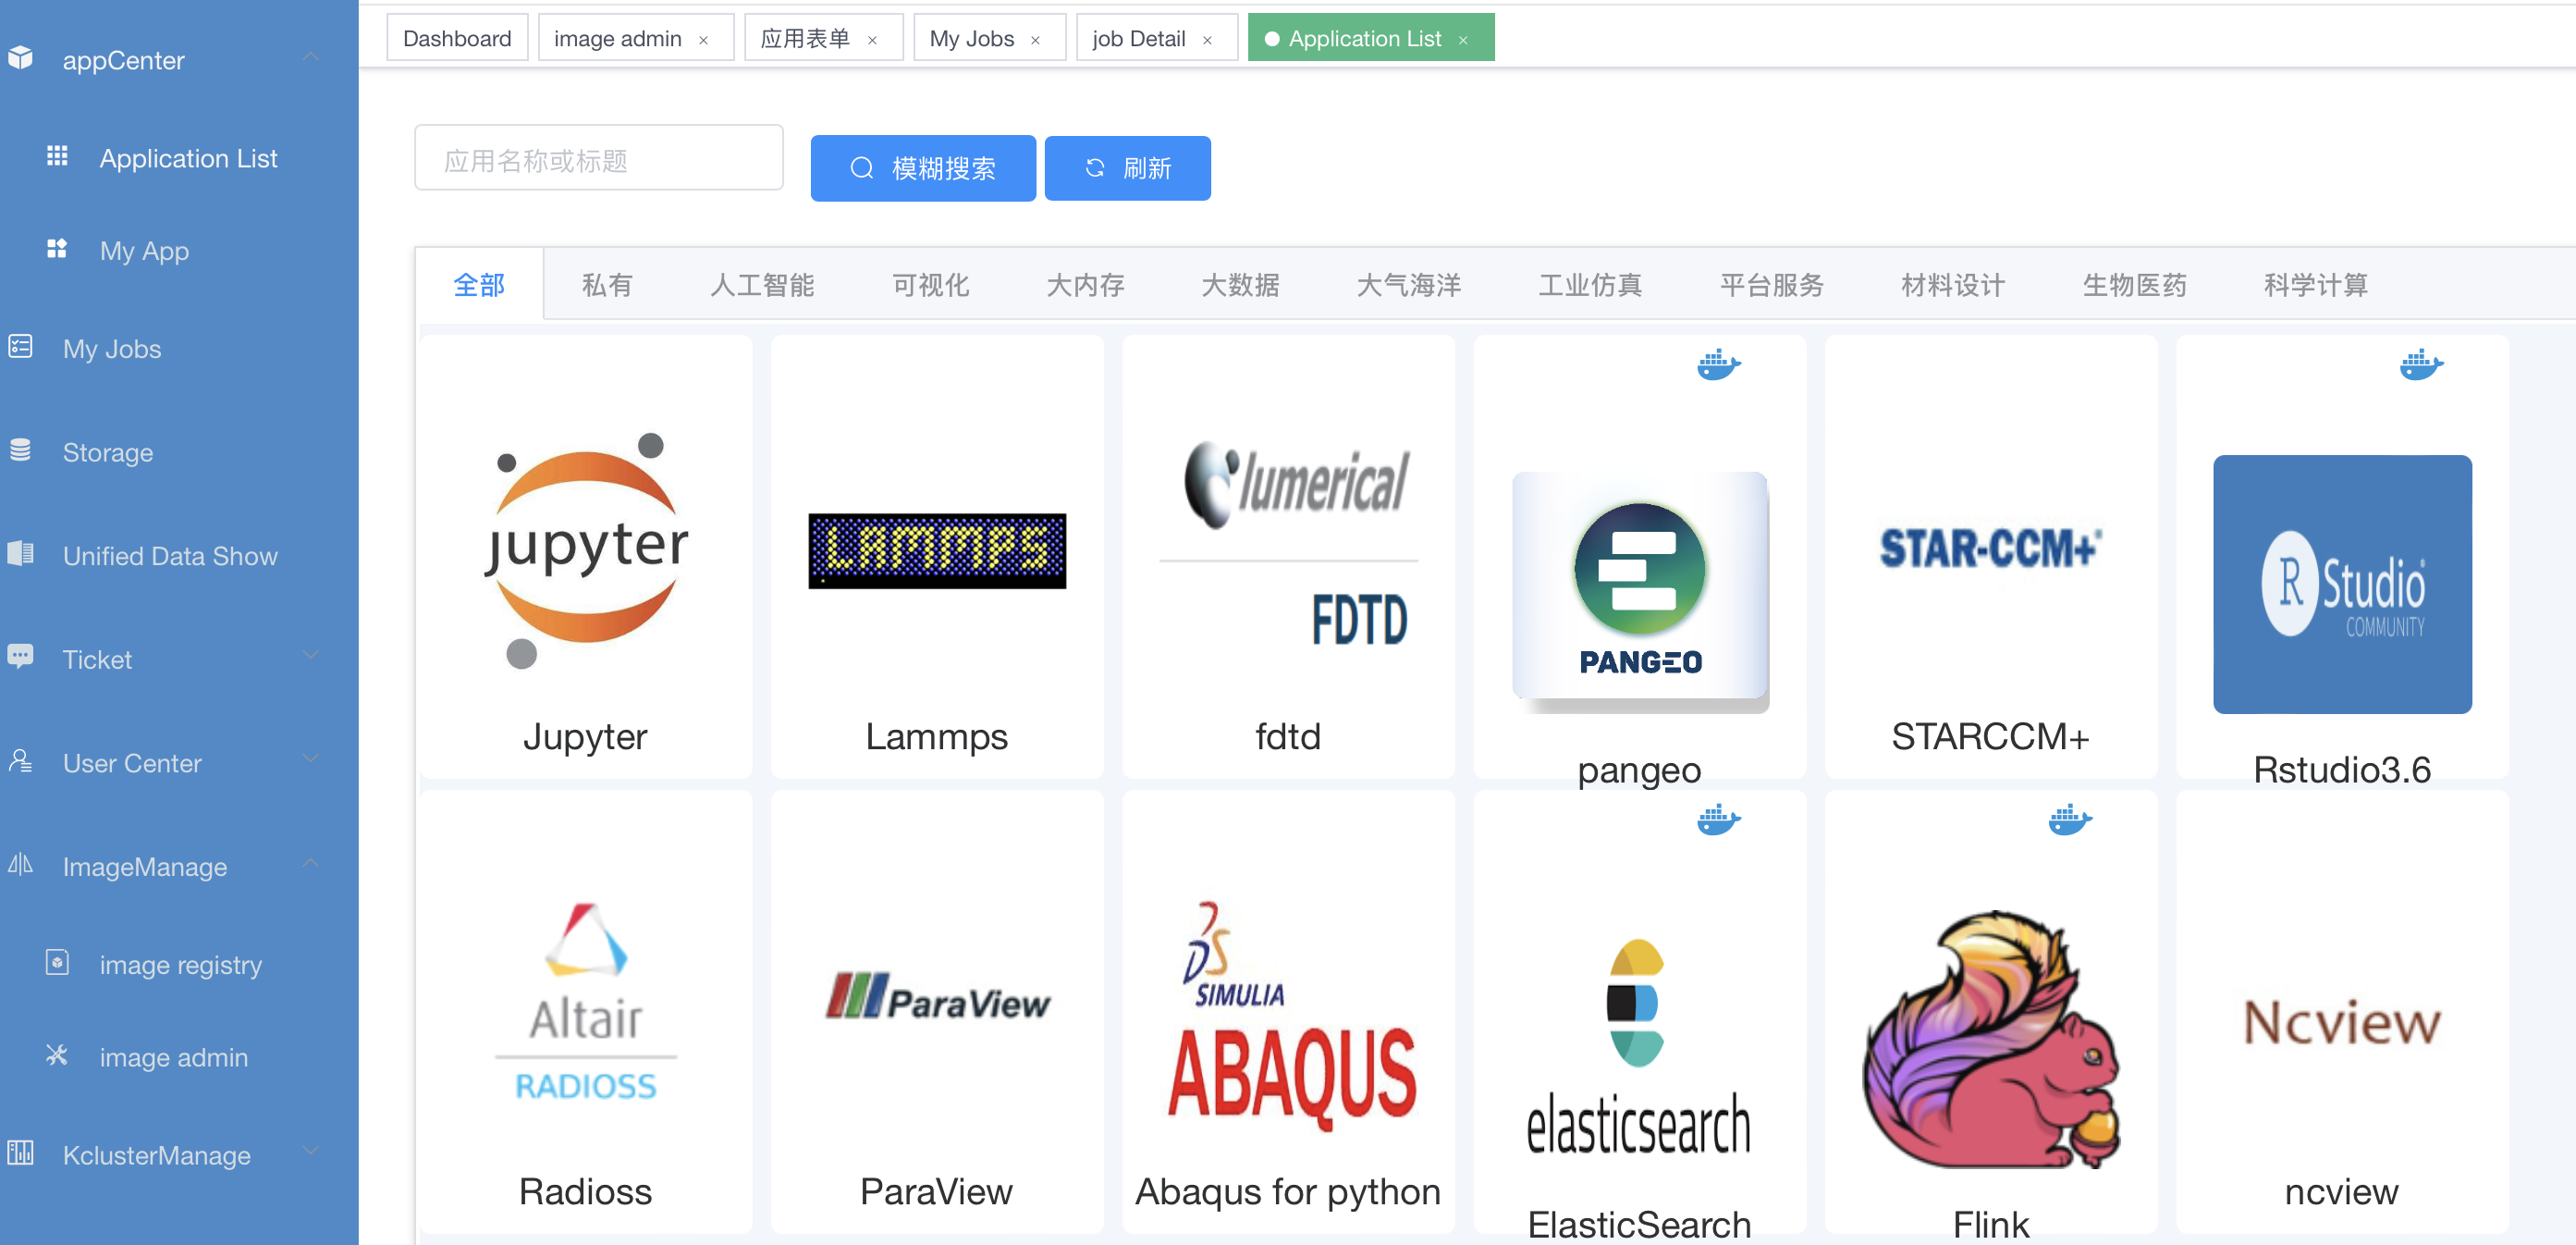 appCenter
Application List
My App
My Jobs
Storage
Unified Data Show
Ticket
User Center
ImageManage
image registry
image admin
KclusterManage
Dashboard
image admin ×
应用表单 ×
My Jobs ×
job Detail ×
Application List ×
应用名称或标题
模糊搜索
刷新
全部 私有 人工智能 可视化 大内存 大数据 大气海洋 工业仿真 平台服务 材料设计 生物医药 科学计算
jupyter
Jupyter
LAMMPS
Lammps
lumerical
FDTD
fdtd
PANGEO
pangeo
STAR-CCM+
STARCCM+
R Studio
COMMUNITY
Rstudio3.6
Altair
RADIOSS
Radioss
ParaView
ParaView
SIMULIA
ABAQUS
Abaqus for python
elasticsearch
ElasticSearch
Flink
Ncview
ncview